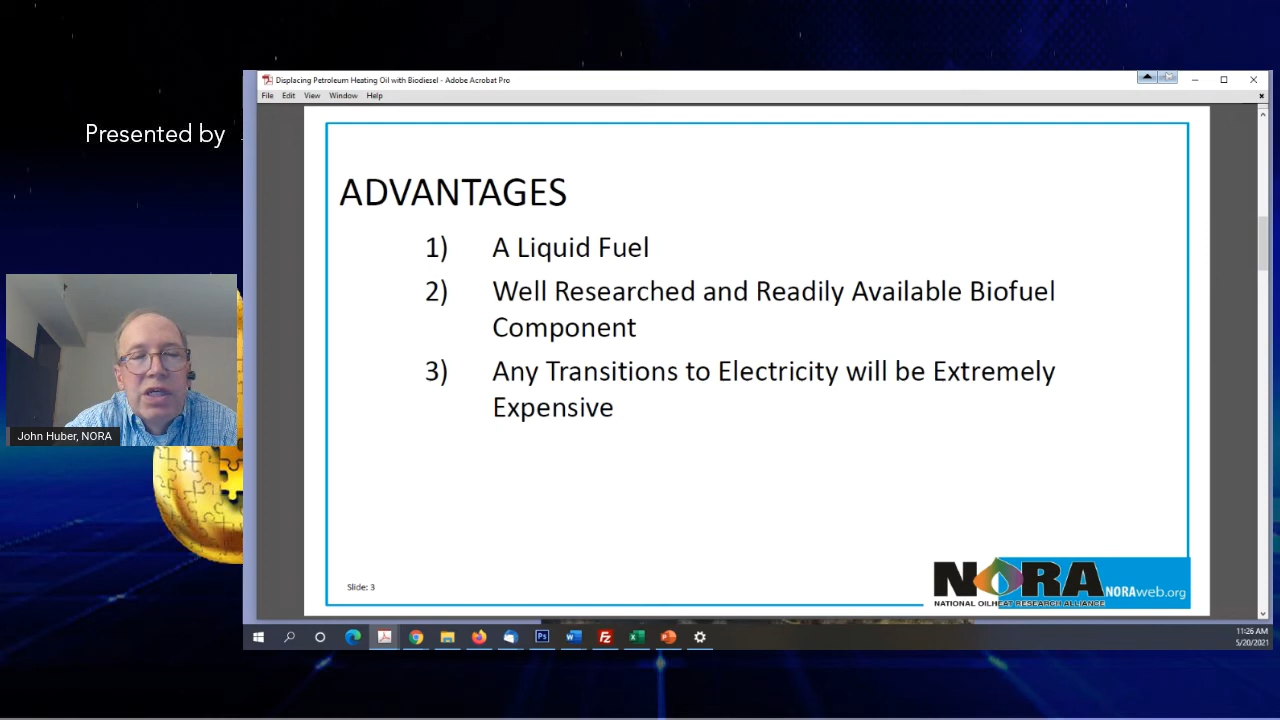 Displacing Petroleum Heating Oil with Biodiesel - Adobe Acrobat Pro
File Edit View Window Help
Presented by
ADVANTAGES
1) A Liquid Fuel
2) Well Researched and Readily Available Biofuel
Component
3) Any Transitions to Electricity will be Extremely
Expensive
John Huber, NORA
Slide: 3
NORA
NATIONAL OILHEAT RESEARCH ALLIANCE
NORAweb.org
11:26 AM
5/20/2021